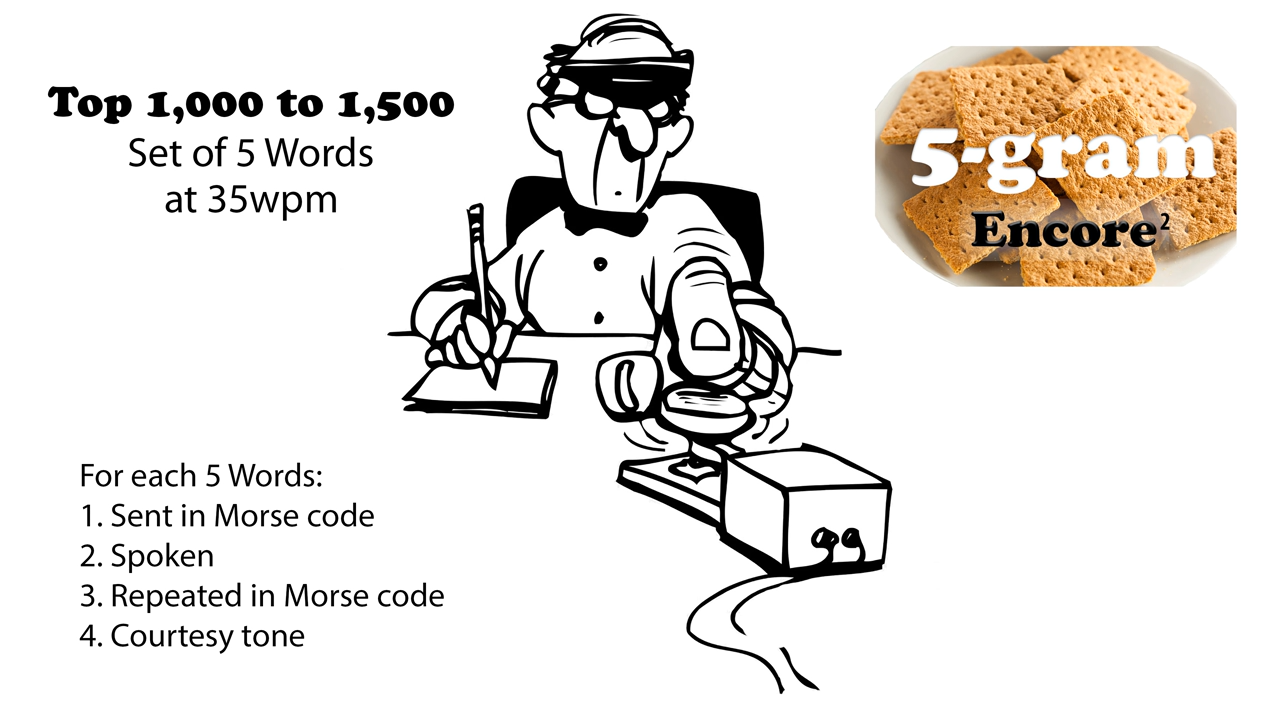 Top 1,000 to 1,500
Set of 5 Words
at 35wpm
5-gram
Encore²
For each 5 Words:
1. Sent in Morse code
2. Spoken
3. Repeated in Morse code
4. Courtesy tone